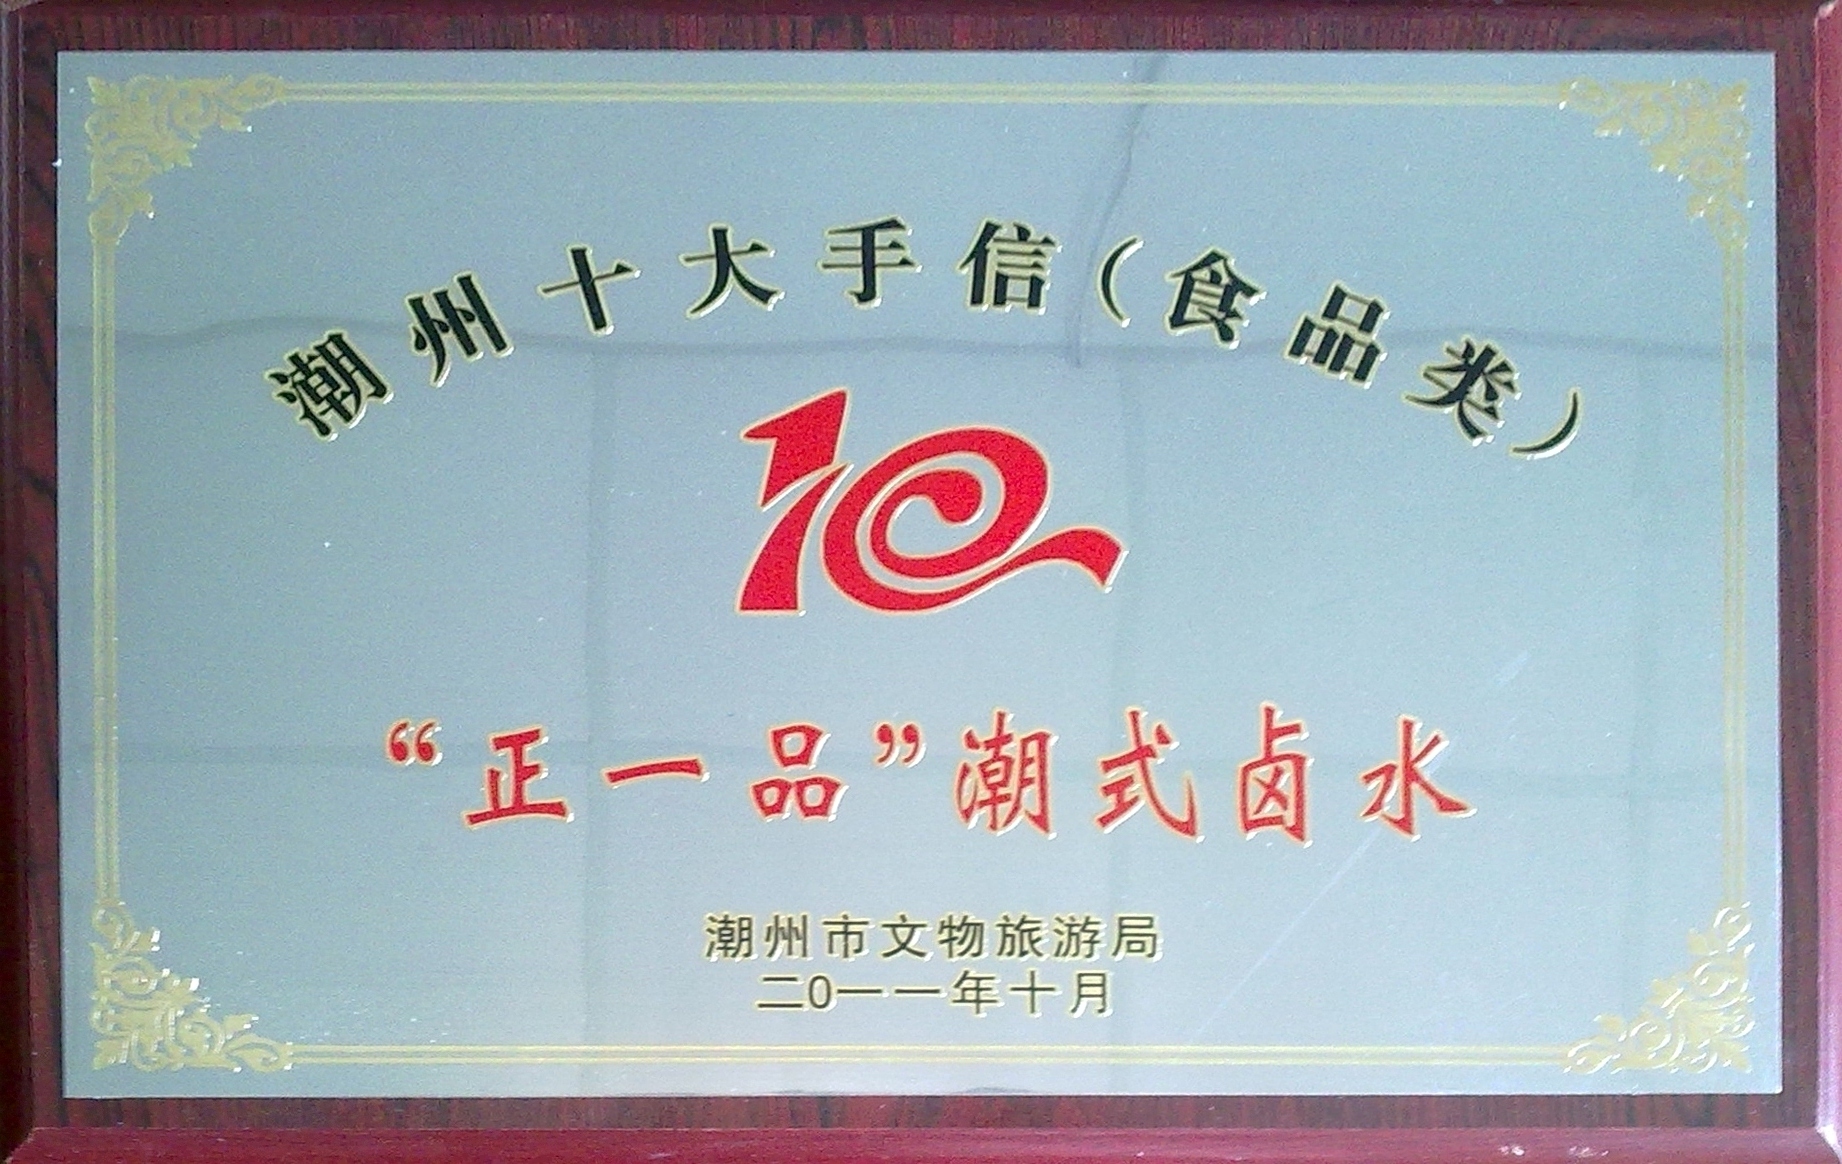 潮州十大手信(食品类)
10
“正一品”潮式卤水
潮州市文物旅游局
二0一一年十月